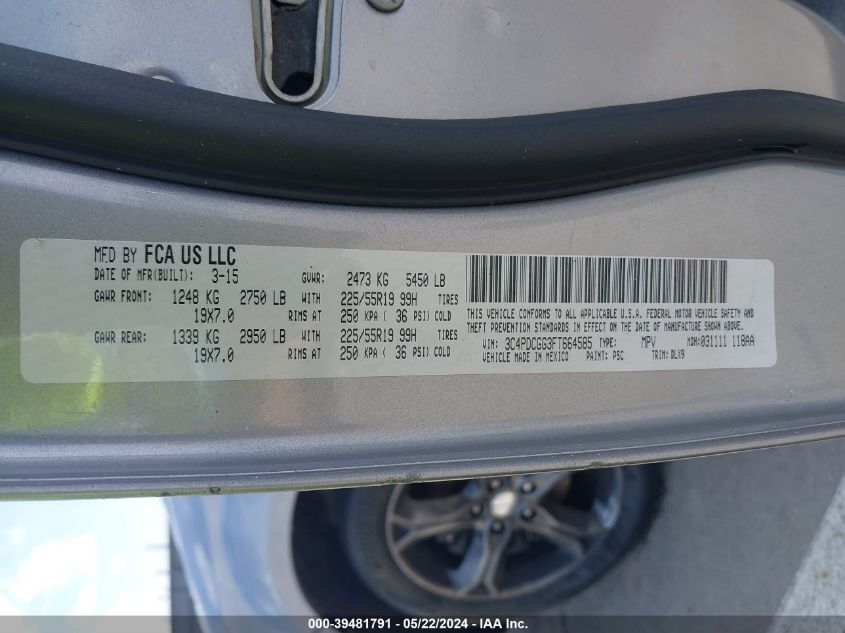 MFD BY FCA US LLC
DATE OF MFR(BUILT): 3-15 GVWR: 2473 KG 5450 LB
GAWR FRONT: 1248 KG 2750 LB WITH 225/55R19 99H TIRES
19X7.0 RIMS AT 250 KPA ( 36 PSI) COLD
GAWR REAR: 1339 KG 2950 LB WITH 225/55R19 99H TIRES
19X7.0 RIMS AT 250 KPA ( 36 PSI) COLD
THIS VEHICLE CONFORMS TO ALL APPLICABLE U.S.A. FEDERAL MOTOR VEHICLE SAFETY AND
THEFT PREVENTION STANDARDS IN EFFECT ON THE DATE OF MANUFACTURE SHOWN ABOVE.
VIN: 3C4PDCGG3FT664585 TYPE: MPV MDH:031111 118AA
VEHICLE MADE IN MEXICO PAINT: PSC TRIM: DLX9
000-39481791 - 05/22/2024 - IAA Inc.